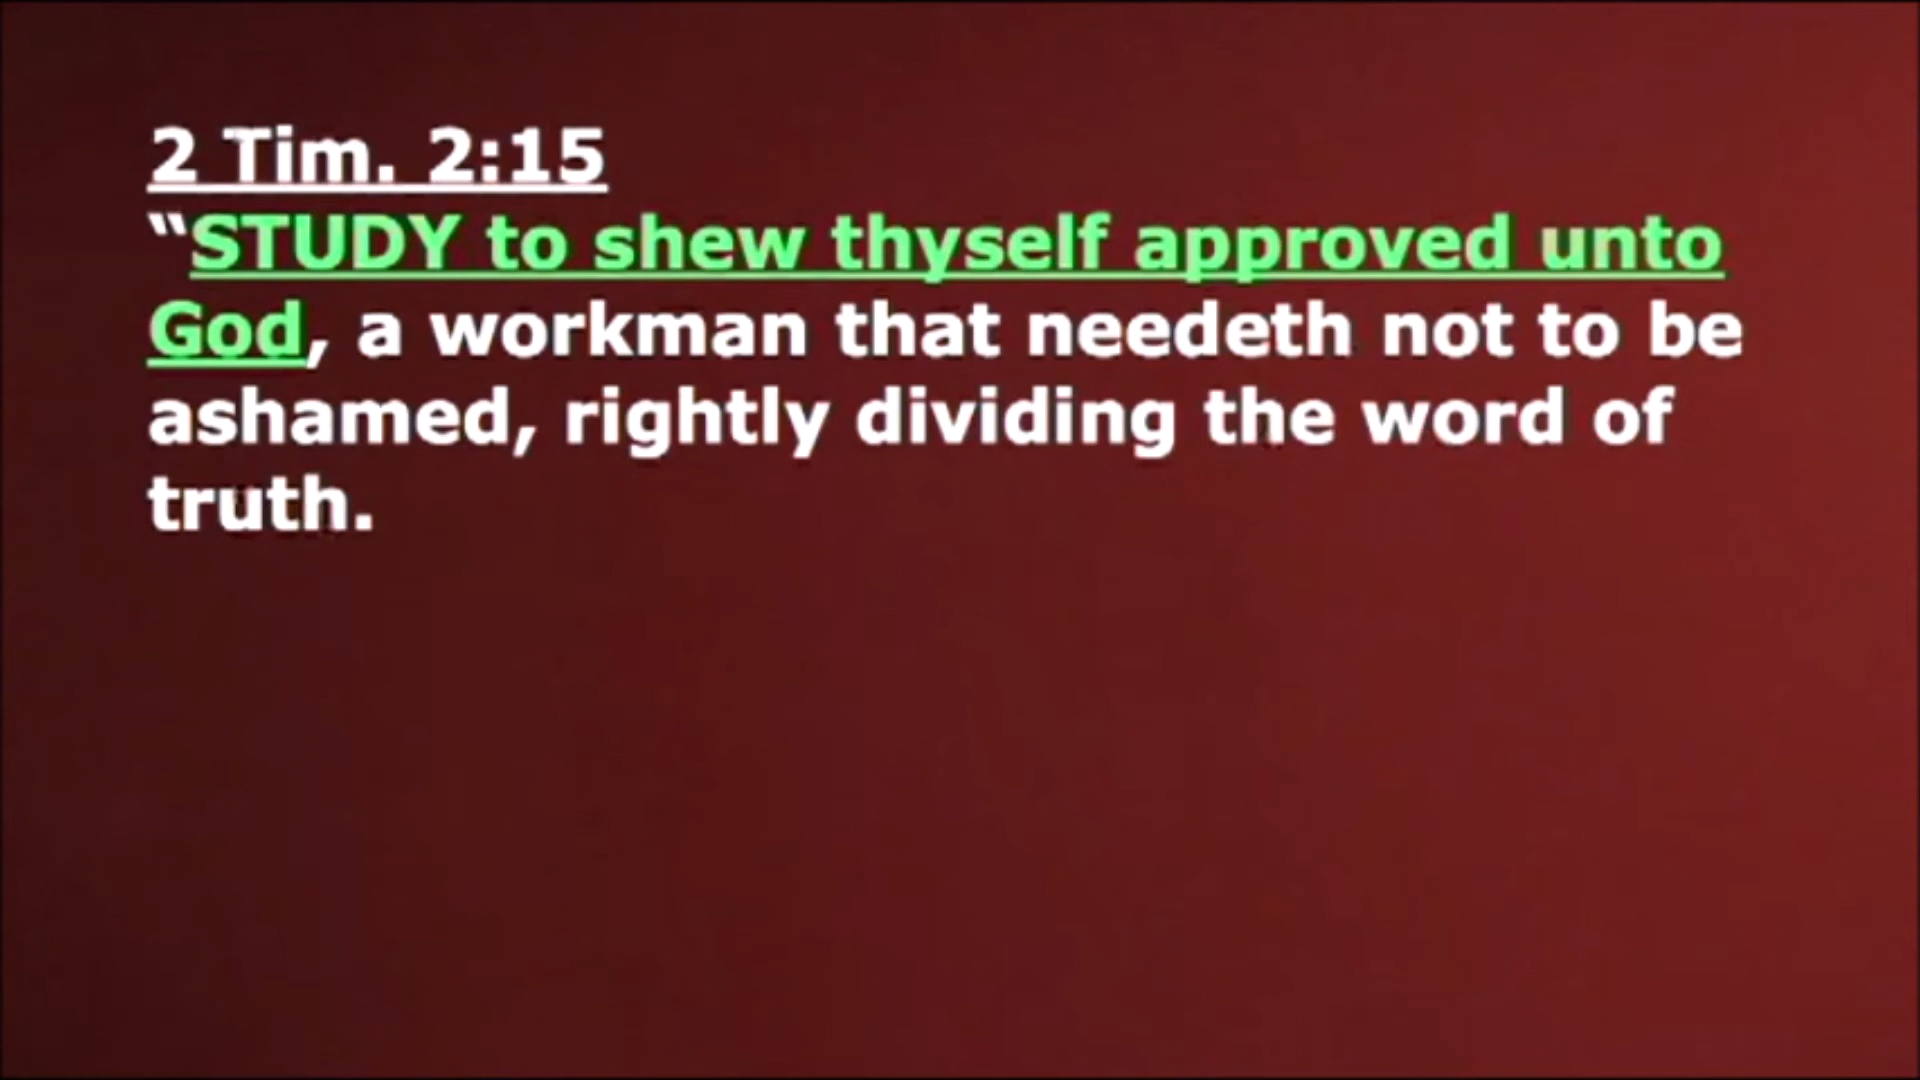 2 Tim. 2:15
“STUDY to shew thyself approved unto
God, a workman that needeth not to be
ashamed, rightly dividing the word of
truth.